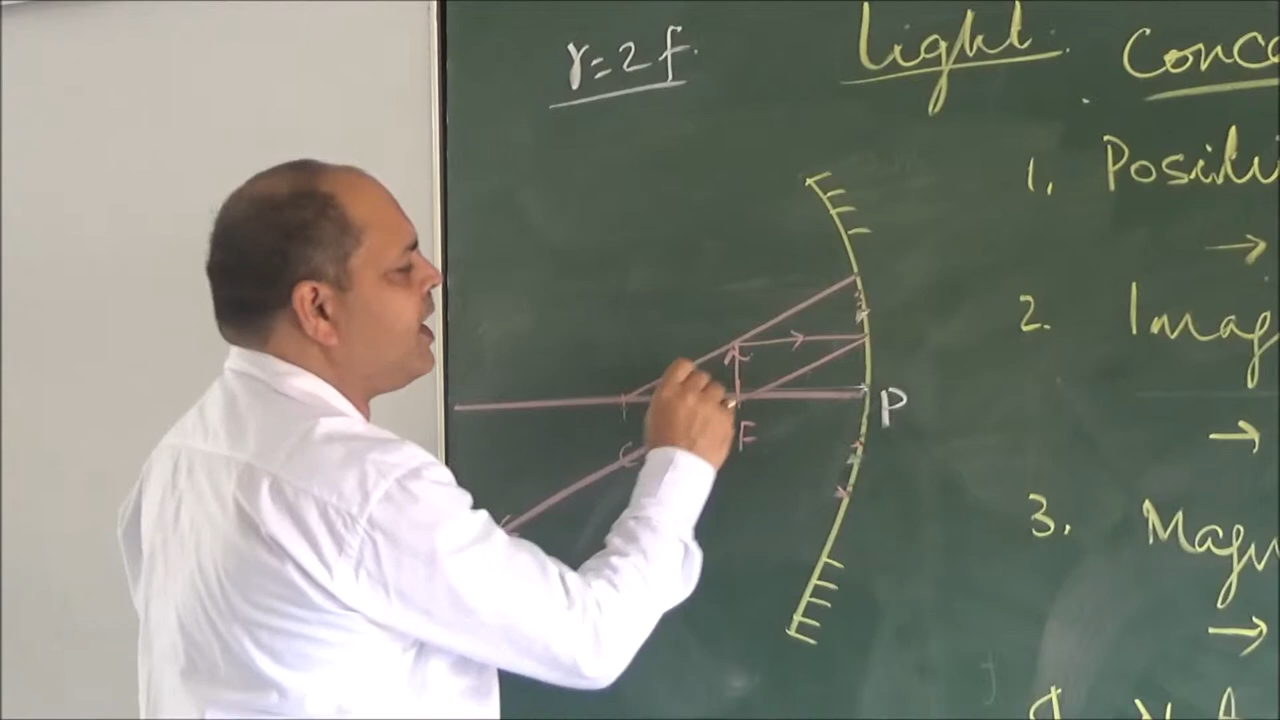 r=2f.
Light. Conc
1. Positi
→
2. Imag
→
3. Magn
→
P
F
C